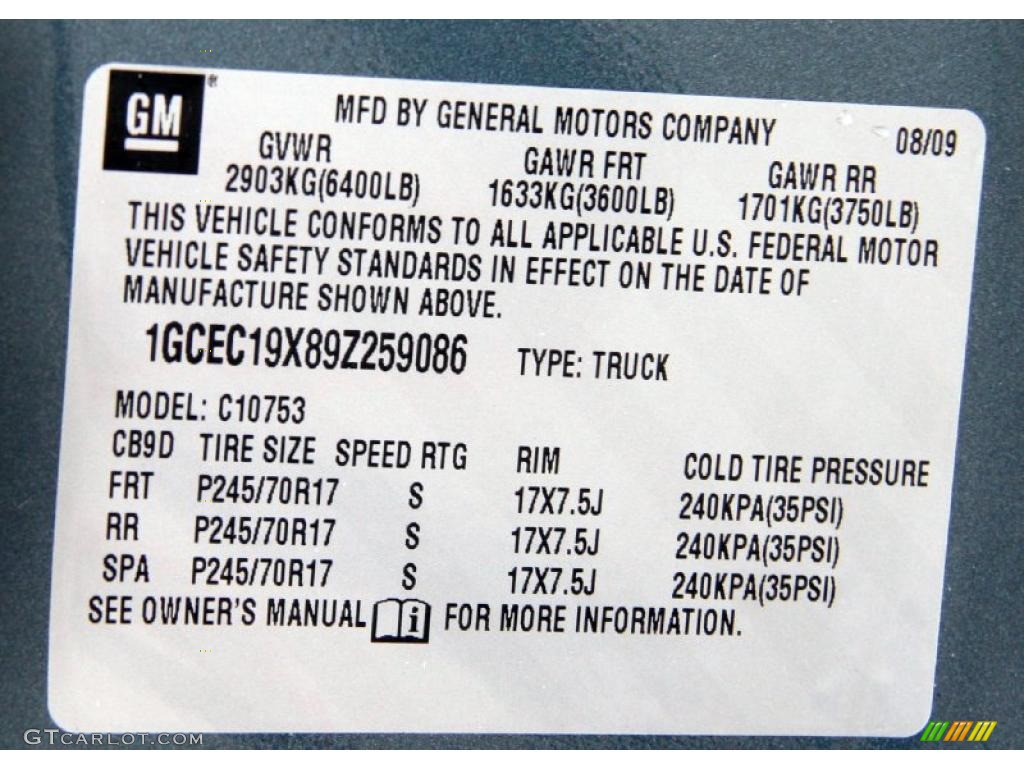 GM®
MFD BY GENERAL MOTORS COMPANY 08/09
GVWR GAWR FRT GAWR RR
2903KG(6400LB) 1633KG(3600LB) 1701KG(3750LB)
THIS VEHICLE CONFORMS TO ALL APPLICABLE U.S. FEDERAL MOTOR
VEHICLE SAFETY STANDARDS IN EFFECT ON THE DATE OF
MANUFACTURE SHOWN ABOVE.
1GCEC19X89Z259086 TYPE: TRUCK
MODEL: C10753
CB9D TIRE SIZE SPEED RTG RIM COLD TIRE PRESSURE
FRT P245/70R17 S 17X7.5J 240KPA(35PSI)
RR P245/70R17 S 17X7.5J 240KPA(35PSI)
SPA P245/70R17 S 17X7.5J 240KPA(35PSI)
SEE OWNER'S MANUAL i FOR MORE INFORMATION.
GTCARLOT.COM